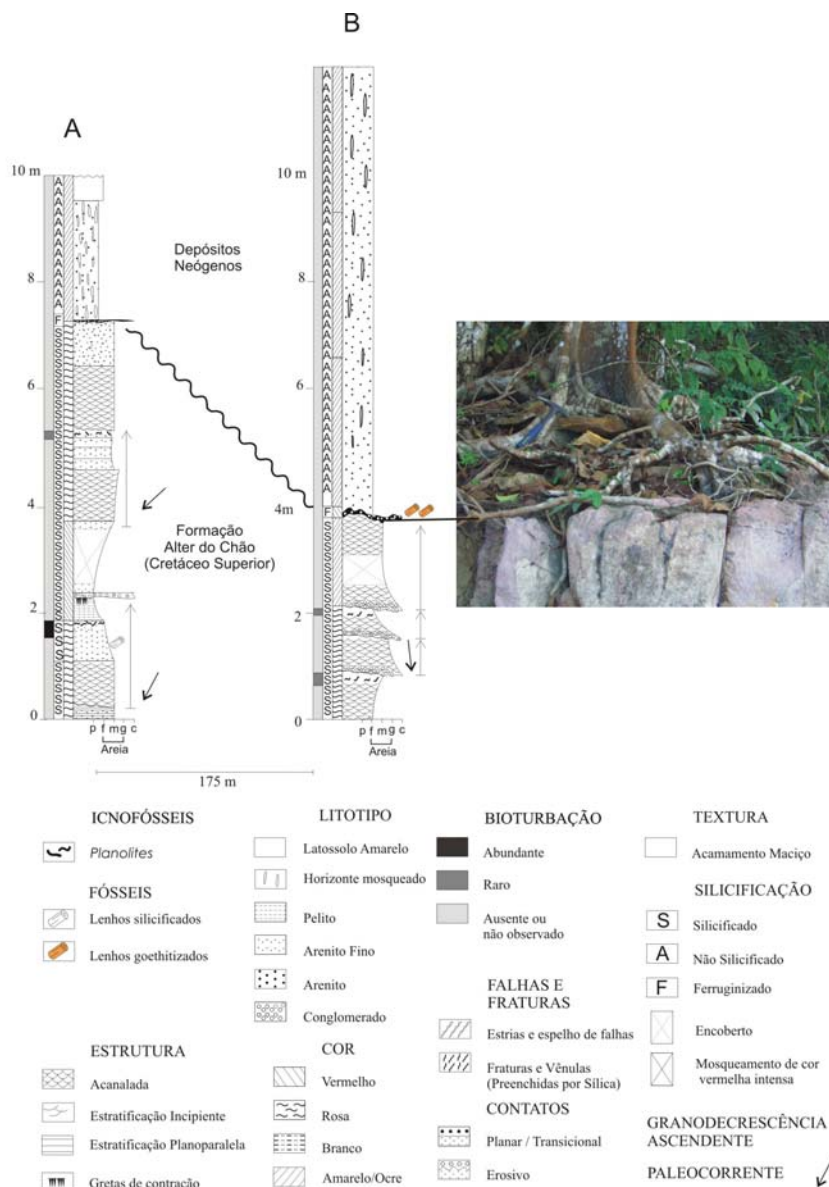 A
B
10 m
8
6
4
2
0
p f m g c
Areia
10 m
8
6
4m
2
0
p f m g c
Areia
Depósitos
Neógenos
Formação
Alter do Chão
(Cretáceo Superior)
175 m
ICNOFÓSSEIS
Planolites
FÓSSEIS
Lenhos silicificados
Lenhos goethitizados
ESTRUTURA
Acanalada
Estratificação Incipiente
Estratificação Planoparalela
Gretas de contração
LITOTIPO
Latossolo Amarelo
Horizonte mosqueado
Pelito
Arenito Fino
Arenito
Conglomerado
COR
Vermelho
Rosa
Branco
Amarelo/Ocre
BIOTURBAÇÃO
Abundante
Raro
Ausente ou
não observado
FALHAS E
FRATURAS
Estrias e espelho de falhas
Fraturas e Vênulas
(Preenchidas por Sílica)
CONTATOS
Planar / Transicional
Erosivo
TEXTURA
Acamamento Maciço
SILICIFICAÇÃO
S Silicificado
A Não Silicificado
F Ferruginizado
Encoberto
Mosqueamento de cor
vermelha intensa
GRANODECRESCÊNCIA
ASCENDENTE
PALEOCORRENTE